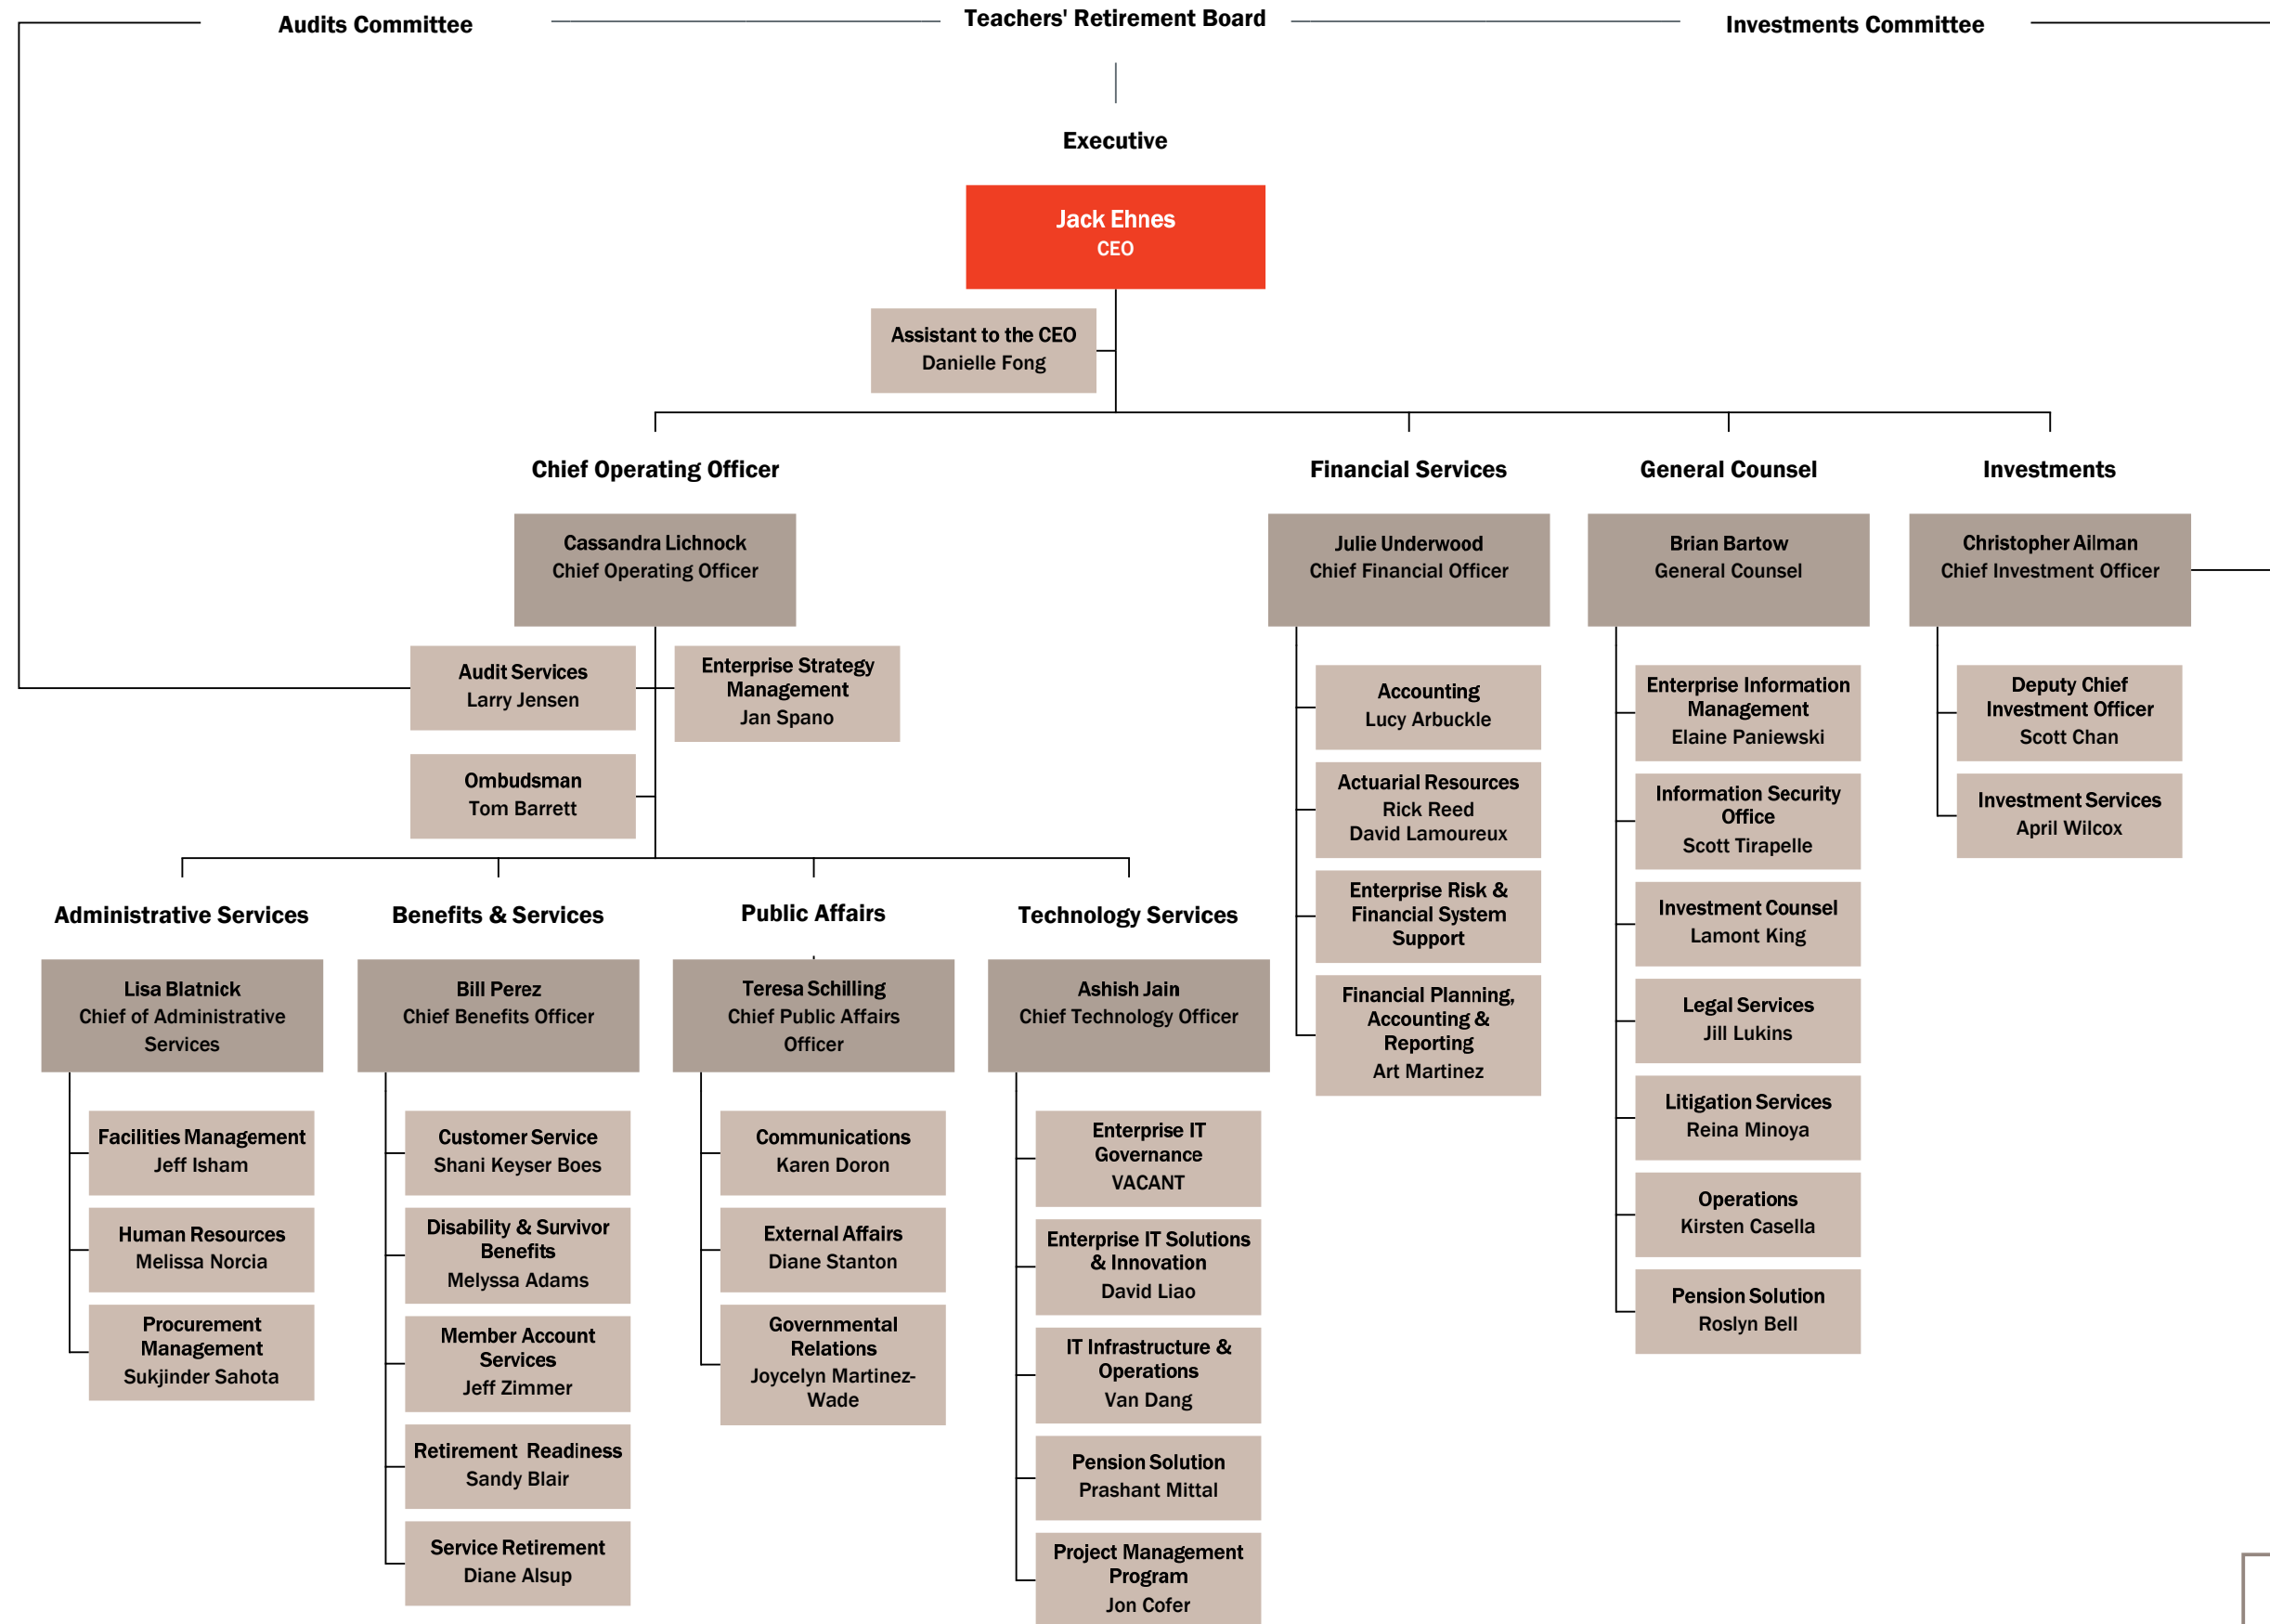 Audits Committee
Teachers' Retirement Board
Investments Committee
Executive
Jack Ehnes
CEO
Assistant to the CEO
Danielle Fong
Chief Operating Officer
Cassandra Lichnock
Chief Operating Officer
Audit Services
Larry Jensen
Enterprise Strategy
Management
Jan Spano
Ombudsman
Tom Barrett
Administrative Services
Lisa Blatnick
Chief of Administrative
Services
Facilities Management
Jeff Isham
Human Resources
Melissa Norcia
Procurement
Management
Sukjinder Sahota
Benefits & Services
Bill Perez
Chief Benefits Officer
Customer Service
Shani Keyser Boes
Disability & Survivor
Benefits
Melyssa Adams
Member Account
Services
Jeff Zimmer
Retirement Readiness
Sandy Blair
Service Retirement
Diane Alsup
Public Affairs
Teresa Schilling
Chief Public Affairs
Officer
Communications
Karen Doron
External Affairs
Diane Stanton
Governmental
Relations
Joycelyn Martinez-
Wade
Technology Services
Ashish Jain
Chief Technology Officer
Enterprise IT
Governance
VACANT
Enterprise IT Solutions
& Innovation
David Liao
IT Infrastructure &
Operations
Van Dang
Pension Solution
Prashant Mittal
Project Management
Program
Jon Cofer
Financial Services
Julie Underwood
Chief Financial Officer
Accounting
Lucy Arbuckle
Actuarial Resources
Rick Reed
David Lamoureux
Enterprise Risk &
Financial System
Support
Financial Planning,
Accounting &
Reporting
Art Martinez
General Counsel
Brian Bartow
General Counsel
Enterprise Information
Management
Elaine Paniewski
Information Security
Office
Scott Tirapelle
Investment Counsel
Lamont King
Legal Services
Jill Lukins
Litigation Services
Reina Minoya
Operations
Kirsten Casella
Pension Solution
Roslyn Bell
Investments
Christopher Ailman
Chief Investment Officer
Deputy Chief
Investment Officer
Scott Chan
Investment Services
April Wilcox